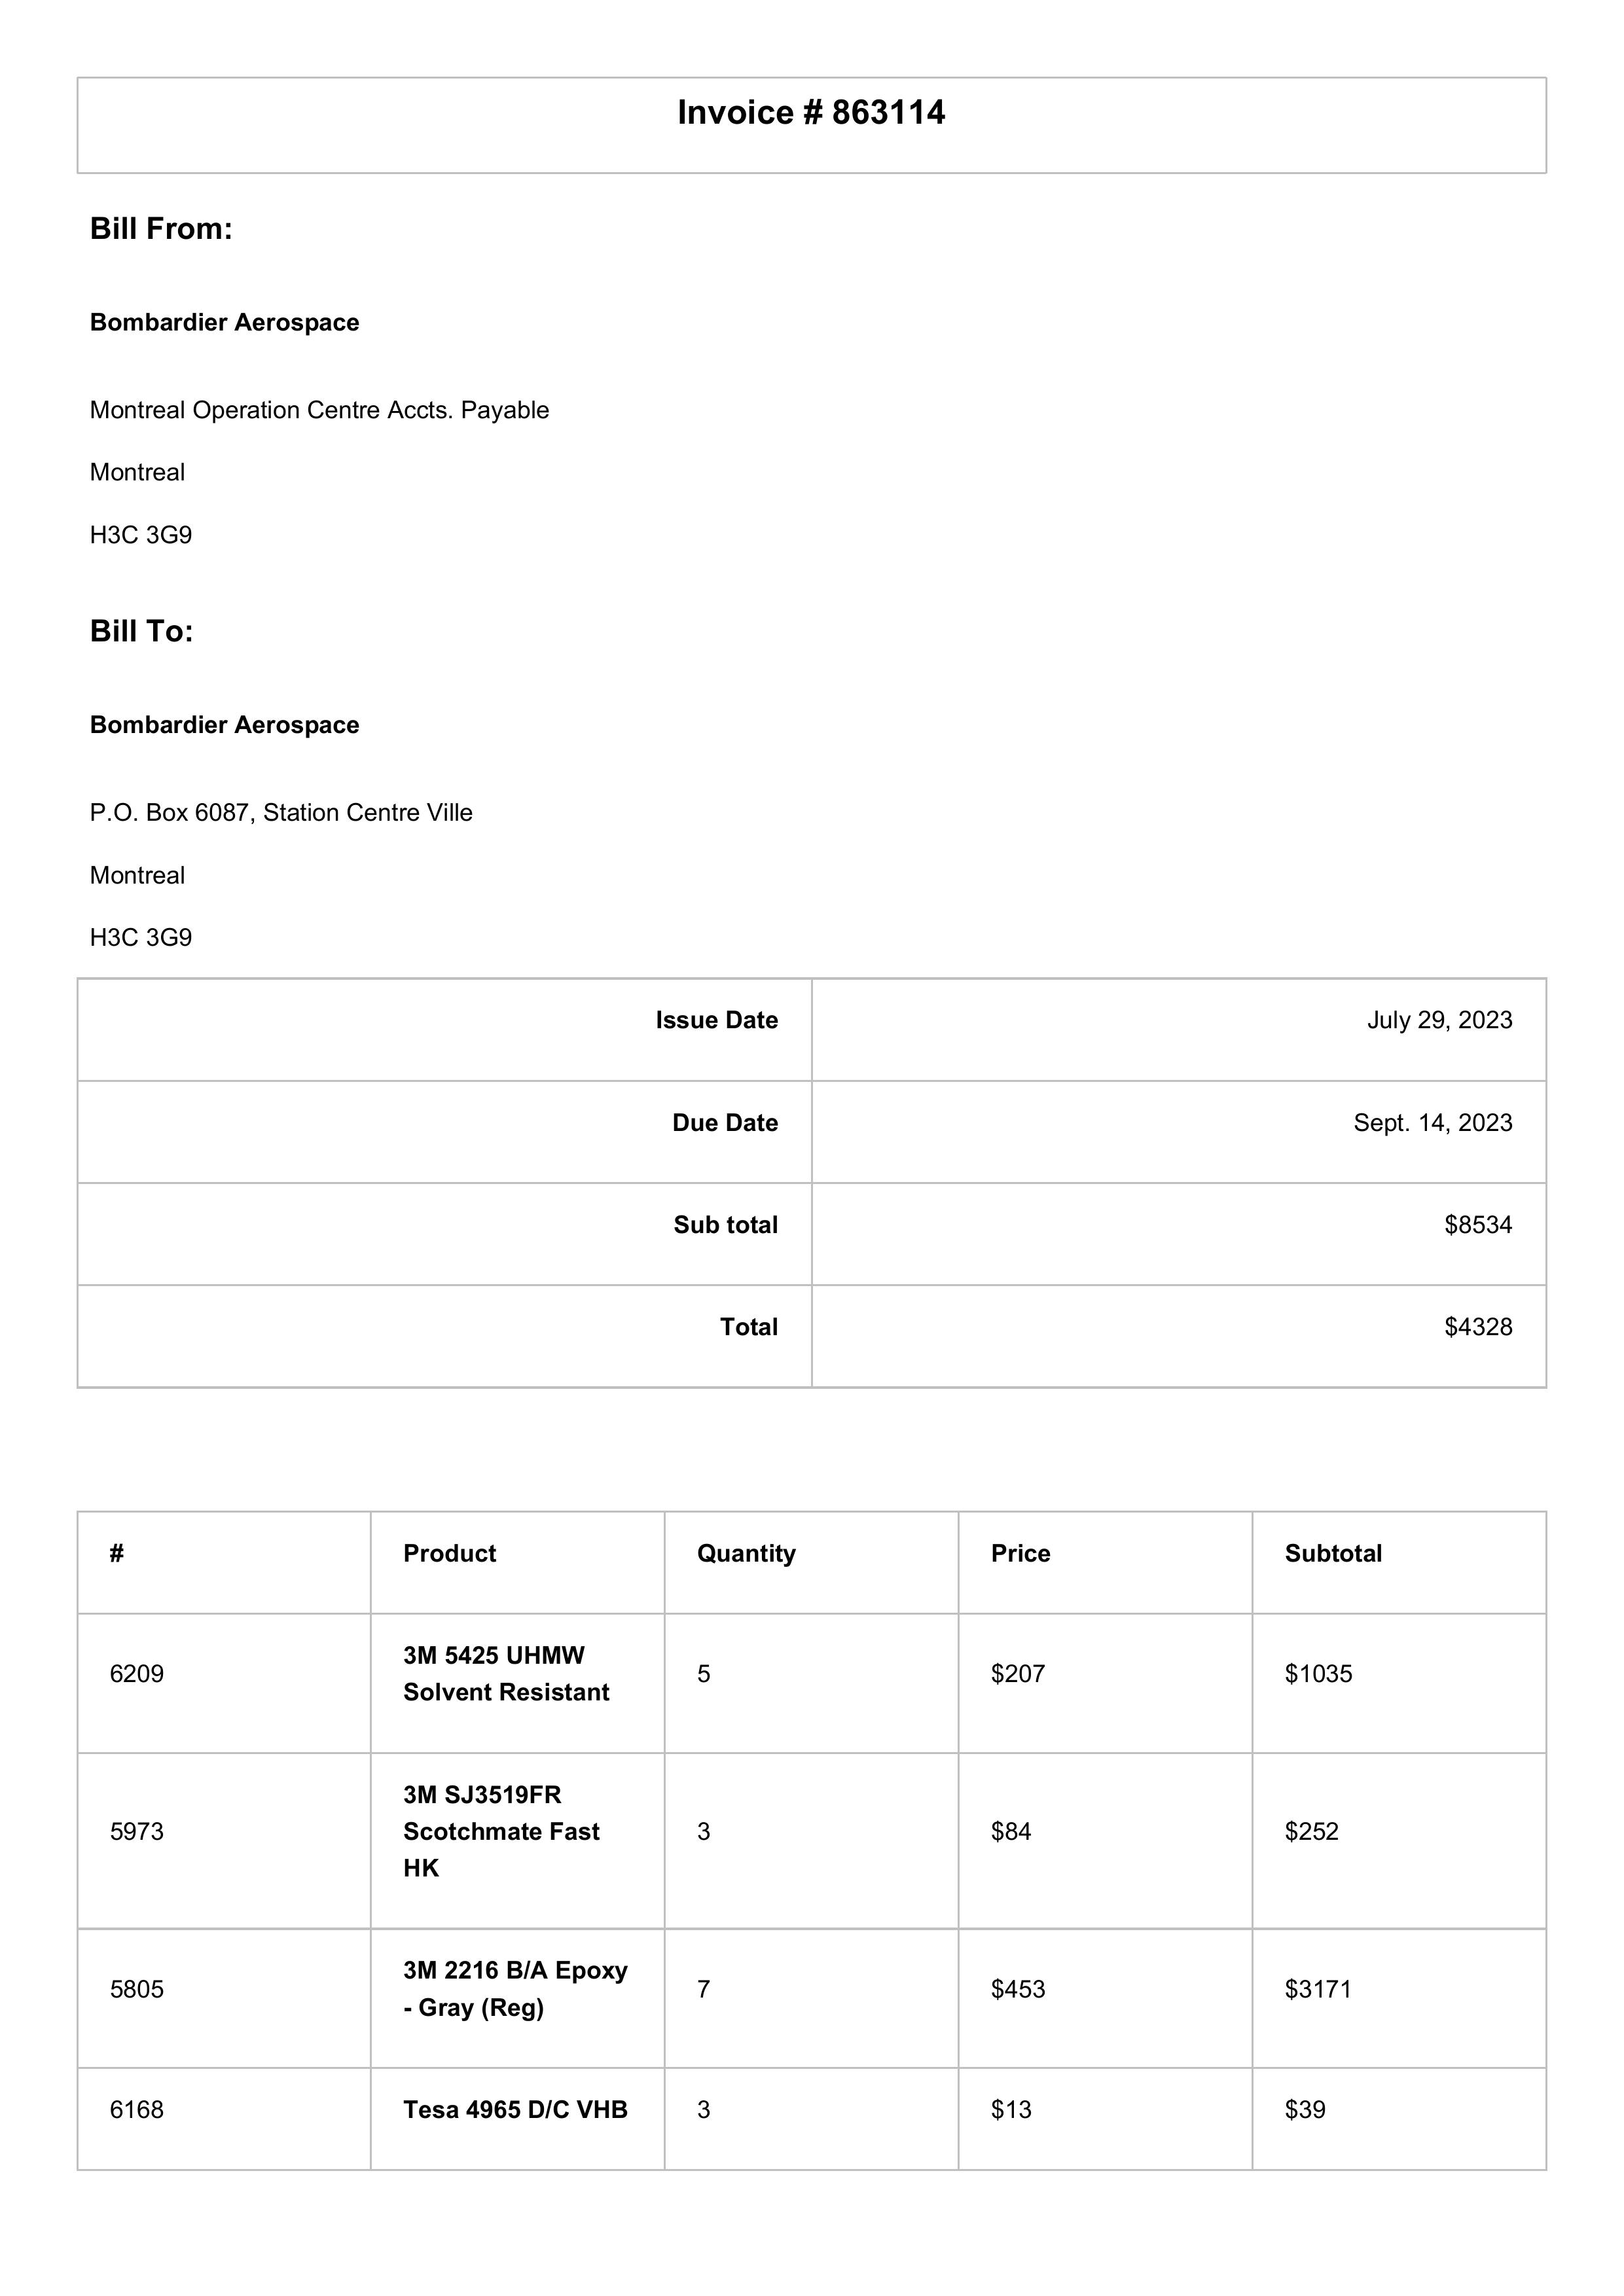 Invoice # 863114
Bill From:
Bombardier Aerospace
Montreal Operation Centre Accts. Payable
Montreal
H3C 3G9
Bill To:
Bombardier Aerospace
P.O. Box 6087, Station Centre Ville
Montreal
H3C 3G9
Issue Date July 29, 2023
Due Date Sept. 14, 2023
Sub total $8534
Total $4328
# Product Quantity Price Subtotal
3M 5425 UHMW
6209 5 $207 $1035
Solvent Resistant
3M SJ3519FR
5973 Scotchmate Fast 3 $84 $252
HK
3M 2216 B/A Epoxy
5805 7 $453 $3171
- Gray (Reg)
6168 Tesa 4965 D/C VHB 3 $13 $39